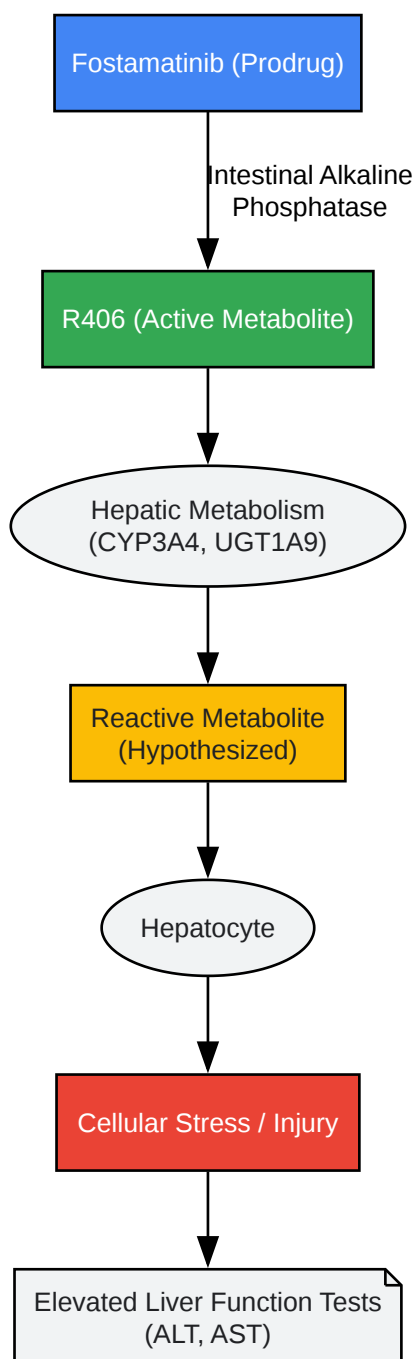 Fostamatinib (Prodrug)
Intestinal Alkaline
Phosphatase
R406 (Active Metabolite)
Hepatic Metabolism
(CYP3A4, UGT1A9)
Reactive Metabolite
(Hypothesized)
Hepatocyte
Cellular Stress / Injury
Elevated Liver Function Tests
(ALT, AST)